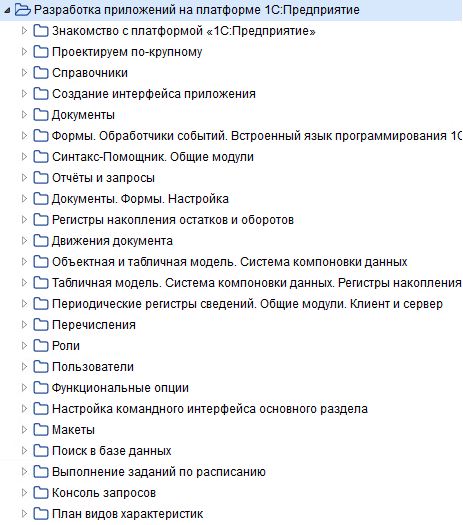 Разработка приложений на платформе 1С:Предприятие
Знакомство с платформой «1С:Предприятие»
Проектируем по-крупному
Справочники
Создание интерфейса приложения
Документы
Формы. Обработчики событий. Встроенный язык программирования 1С
Синтакс-Помощник. Общие модули
Отчёты и запросы
Документы. Формы. Настройка
Регистры накопления остатков и оборотов
Движения документа
Объектная и табличная модель. Система компоновки данных
Табличная модель. Система компоновки данных. Регистры накопления
Периодические регистры сведений. Общие модули. Клиент и сервер
Перечисления
Роли
Пользователи
Функциональные опции
Настройка командного интерфейса основного раздела
Макеты
Поиск в базе данных
Выполнение заданий по расписанию
Консоль запросов
План видов характеристик